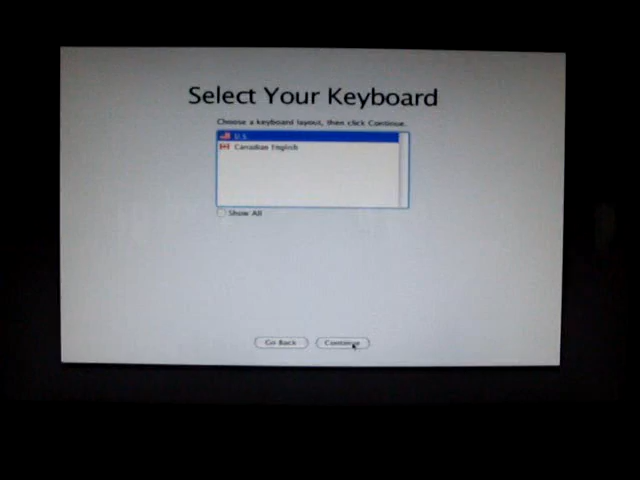 Select Your Keyboard
Choose a keyboard layout, then click Continue.
U.S.
Canadian English
Show All
Go Back
Continue